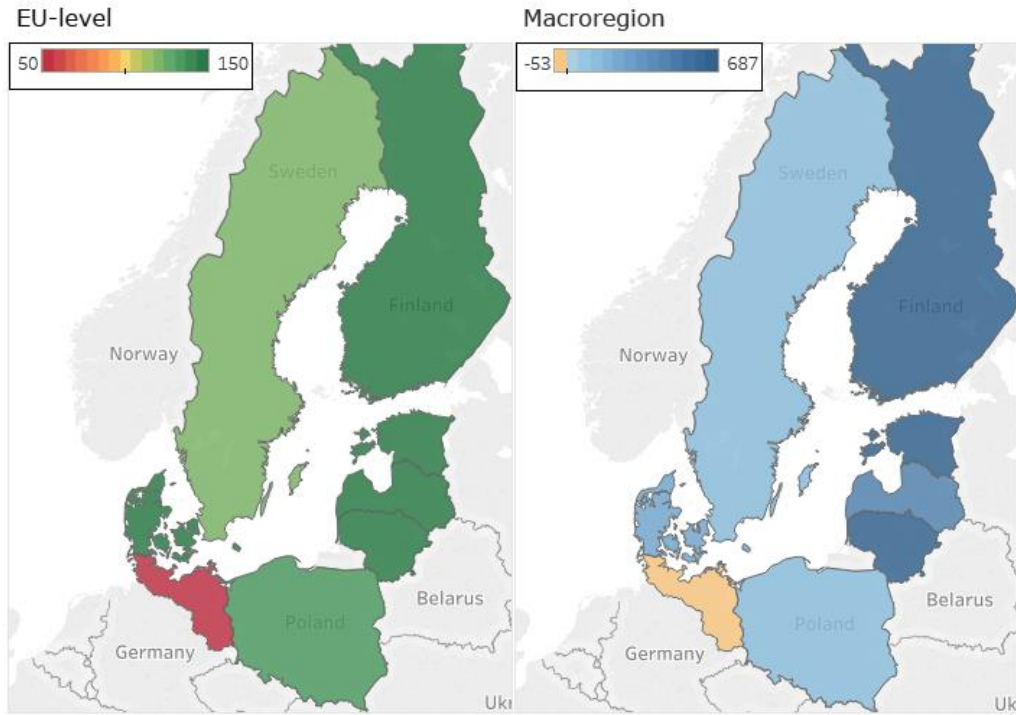 EU-level
50 150
Sweden
Finland
Norway
Belarus
Poland
Germany
Ukr
Macroregion
-53 687
Sweden
Finland
Norway
Belarus
Poland
Germany
Uk